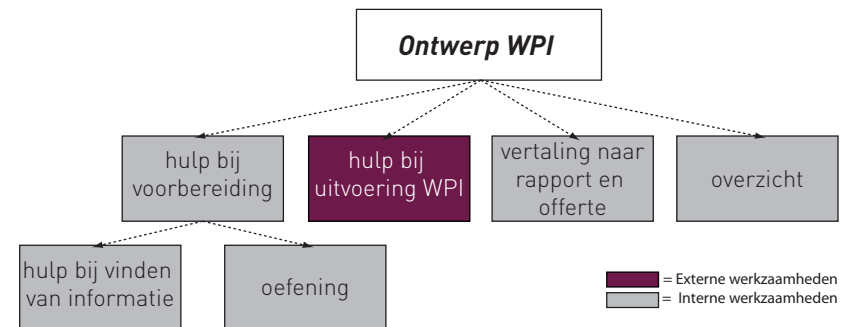 Ontwerp WPI
hulp bij
voorbereiding
hulp bij
uitvoering WPI
vertaling naar
rapport en
offerte
overzicht
hulp bij vinden
van informatie
oefening
= Externe werkzaamheden
= Interne werkzaamheden